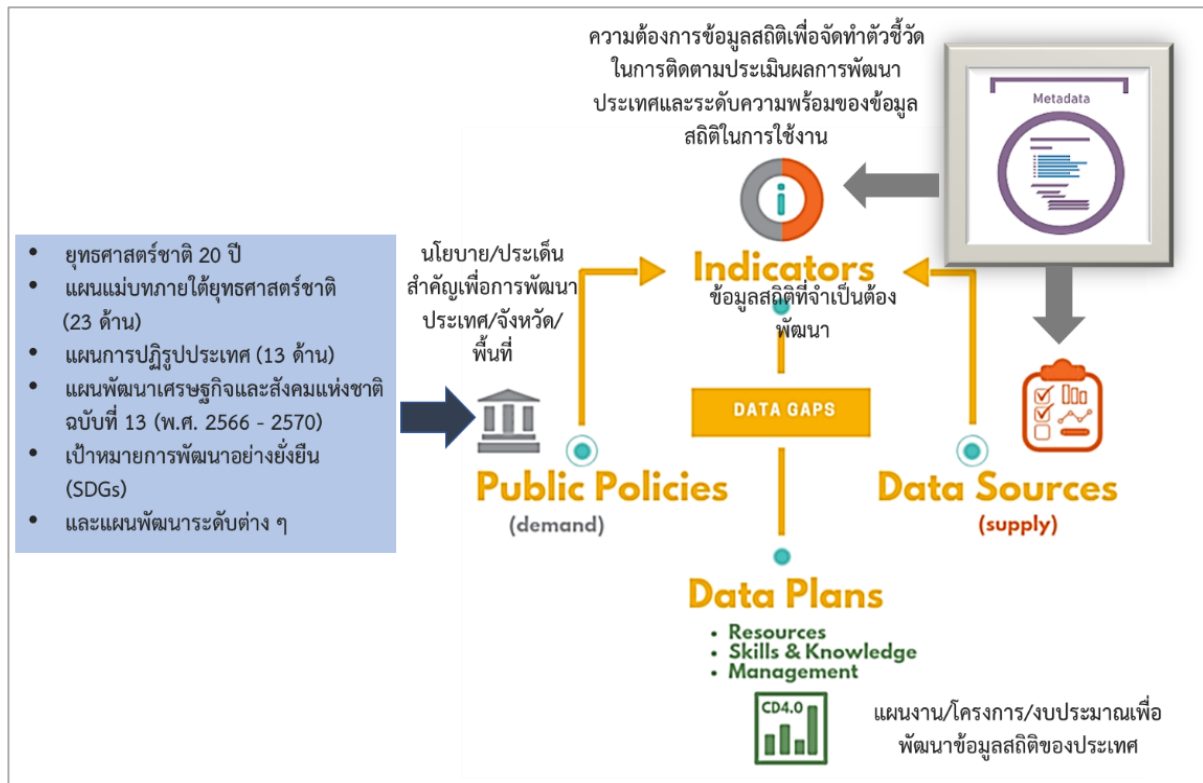 ความต้องการข้อมูลสถิติเพื่อจัดทำตัวชี้วัด
ในการติดตามประเมินผลการพัฒนา
ประเทศและระดับความพร้อมของข้อมูล
สถิติในการใช้งาน
Metadata
i
• ยุทธศาสตร์ชาติ 20 ปี
• แผนแม่บทภายใต้ยุทธศาสตร์ชาติ
(23 ด้าน)
• แผนการปฏิรูปประเทศ (13 ด้าน)
• แผนพัฒนาเศรษฐกิจและสังคมแห่งชาติ
ฉบับที่ 13 (พ.ศ. 2566 - 2570)
• เป้าหมายการพัฒนาอย่างยั่งยืน
(SDGs)
• และแผนพัฒนาระดับต่าง ๆ
นโยบาย/ประเด็น
สำคัญเพื่อการพัฒนา
ประเทศ/จังหวัด/
พื้นที่
Indicators
ข้อมูลสถิติที่จำเป็นต้อง
พัฒนา
DATA GAPS
Public Policies
(demand)
Data Sources
(supply)
Data Plans
• Resources
• Skills & Knowledge
• Management
CD4.0
แผนงาน/โครงการ/งบประมาณเพื่อ
พัฒนาข้อมูลสถิติของประเทศ